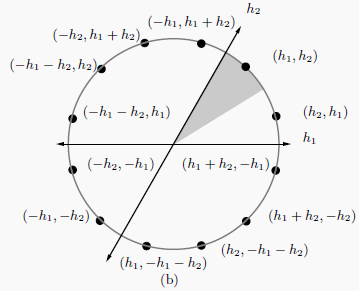 h₂
(−h₁, h₁ + h₂)
(−h₂, h₁ + h₂)
(h₁, h₂)
(−h₁ − h₂, h₂)
(−h₁ − h₂, h₁)
(h₂, h₁)
h₁
(−h₂, −h₁)
(h₁ + h₂, −h₁)
(−h₁, −h₂)
(h₁ + h₂, −h₂)
(h₂, −h₁ − h₂)
(h₁, −h₁ − h₂)
(b)